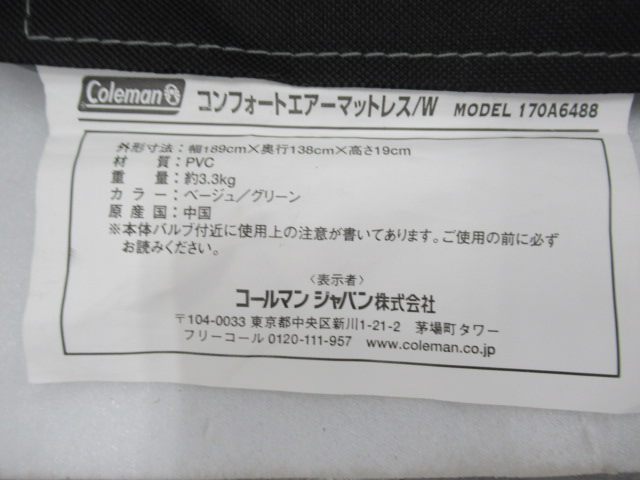 Coleman コンフォートエアーマットレス/W MODEL 170A6488
外形寸法：幅189cm×奥行138cm×高さ19cm
材　　質：PVC
重　　量：約3.3kg
カ ラ ー：ベージュ／グリーン
原 産 国：中国
※本体バルブ付近に使用上の注意が書いてあります。ご使用の前に必ず
お読みください。
〈表示者〉
コールマン ジャパン株式会社
〒104-0033 東京都中央区新川1-21-2 茅場町タワー
フリーコール 0120-111-957 www.coleman.co.jp